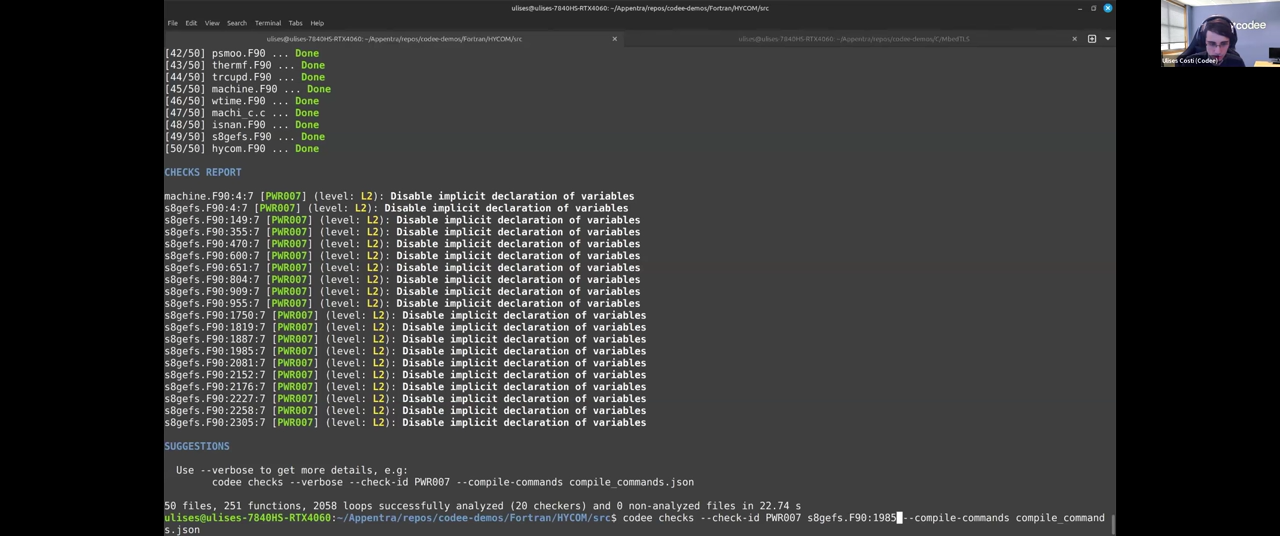 ulises@ulises-7840HS-RTX4060: ~/Appentra/repos/codee-demos/Fortran/HYCOM/src
File Edit View Search Terminal Tabs Help
ulises@ulises-7840HS-RTX4060: ~/Appentra/repos/codee-demos/Fortran/HYCOM/src
ulises@ulises-7840HS-RTX4060: ~/Appentra/repos/codee-demos/C/MbedTLS
[42/50] psmoo.F90 ... Done
[43/50] thermf.F90 ... Done
[44/50] trcupd.F90 ... Done
[45/50] machine.F90 ... Done
[46/50] wtime.F90 ... Done
[47/50] machi_c.c ... Done
[48/50] isnan.F90 ... Done
[49/50] s8gefs.F90 ... Done
[50/50] hycom.F90 ... Done
CHECKS REPORT
machine.F90:4:7 [PWR007] (level: L2): Disable implicit declaration of variables
s8gefs.F90:4:7 [PWR007] (level: L2): Disable implicit declaration of variables
s8gefs.F90:149:7 [PWR007] (level: L2): Disable implicit declaration of variables
s8gefs.F90:355:7 [PWR007] (level: L2): Disable implicit declaration of variables
s8gefs.F90:470:7 [PWR007] (level: L2): Disable implicit declaration of variables
s8gefs.F90:600:7 [PWR007] (level: L2): Disable implicit declaration of variables
s8gefs.F90:651:7 [PWR007] (level: L2): Disable implicit declaration of variables
s8gefs.F90:804:7 [PWR007] (level: L2): Disable implicit declaration of variables
s8gefs.F90:909:7 [PWR007] (level: L2): Disable implicit declaration of variables
s8gefs.F90:955:7 [PWR007] (level: L2): Disable implicit declaration of variables
s8gefs.F90:1750:7 [PWR007] (level: L2): Disable implicit declaration of variables
s8gefs.F90:1819:7 [PWR007] (level: L2): Disable implicit declaration of variables
s8gefs.F90:1887:7 [PWR007] (level: L2): Disable implicit declaration of variables
s8gefs.F90:1985:7 [PWR007] (level: L2): Disable implicit declaration of variables
s8gefs.F90:2081:7 [PWR007] (level: L2): Disable implicit declaration of variables
s8gefs.F90:2152:7 [PWR007] (level: L2): Disable implicit declaration of variables
s8gefs.F90:2176:7 [PWR007] (level: L2): Disable implicit declaration of variables
s8gefs.F90:2227:7 [PWR007] (level: L2): Disable implicit declaration of variables
s8gefs.F90:2258:7 [PWR007] (level: L2): Disable implicit declaration of variables
s8gefs.F90:2305:7 [PWR007] (level: L2): Disable implicit declaration of variables
SUGGESTIONS
Use --verbose to get more details, e.g:
codee checks --verbose --check-id PWR007 --compile-commands compile_commands.json
50 files, 251 functions, 2058 loops successfully analyzed (20 checkers) and 0 non-analyzed files in 22.74 s
ulises@ulises-7840HS-RTX4060:~/Appentra/repos/codee-demos/Fortran/HYCOM/src$ codee checks --check-id PWR007 s8gefs.F90:1985 --compile-commands compile_command
s.json
codee
Ulises Costi (Codee)